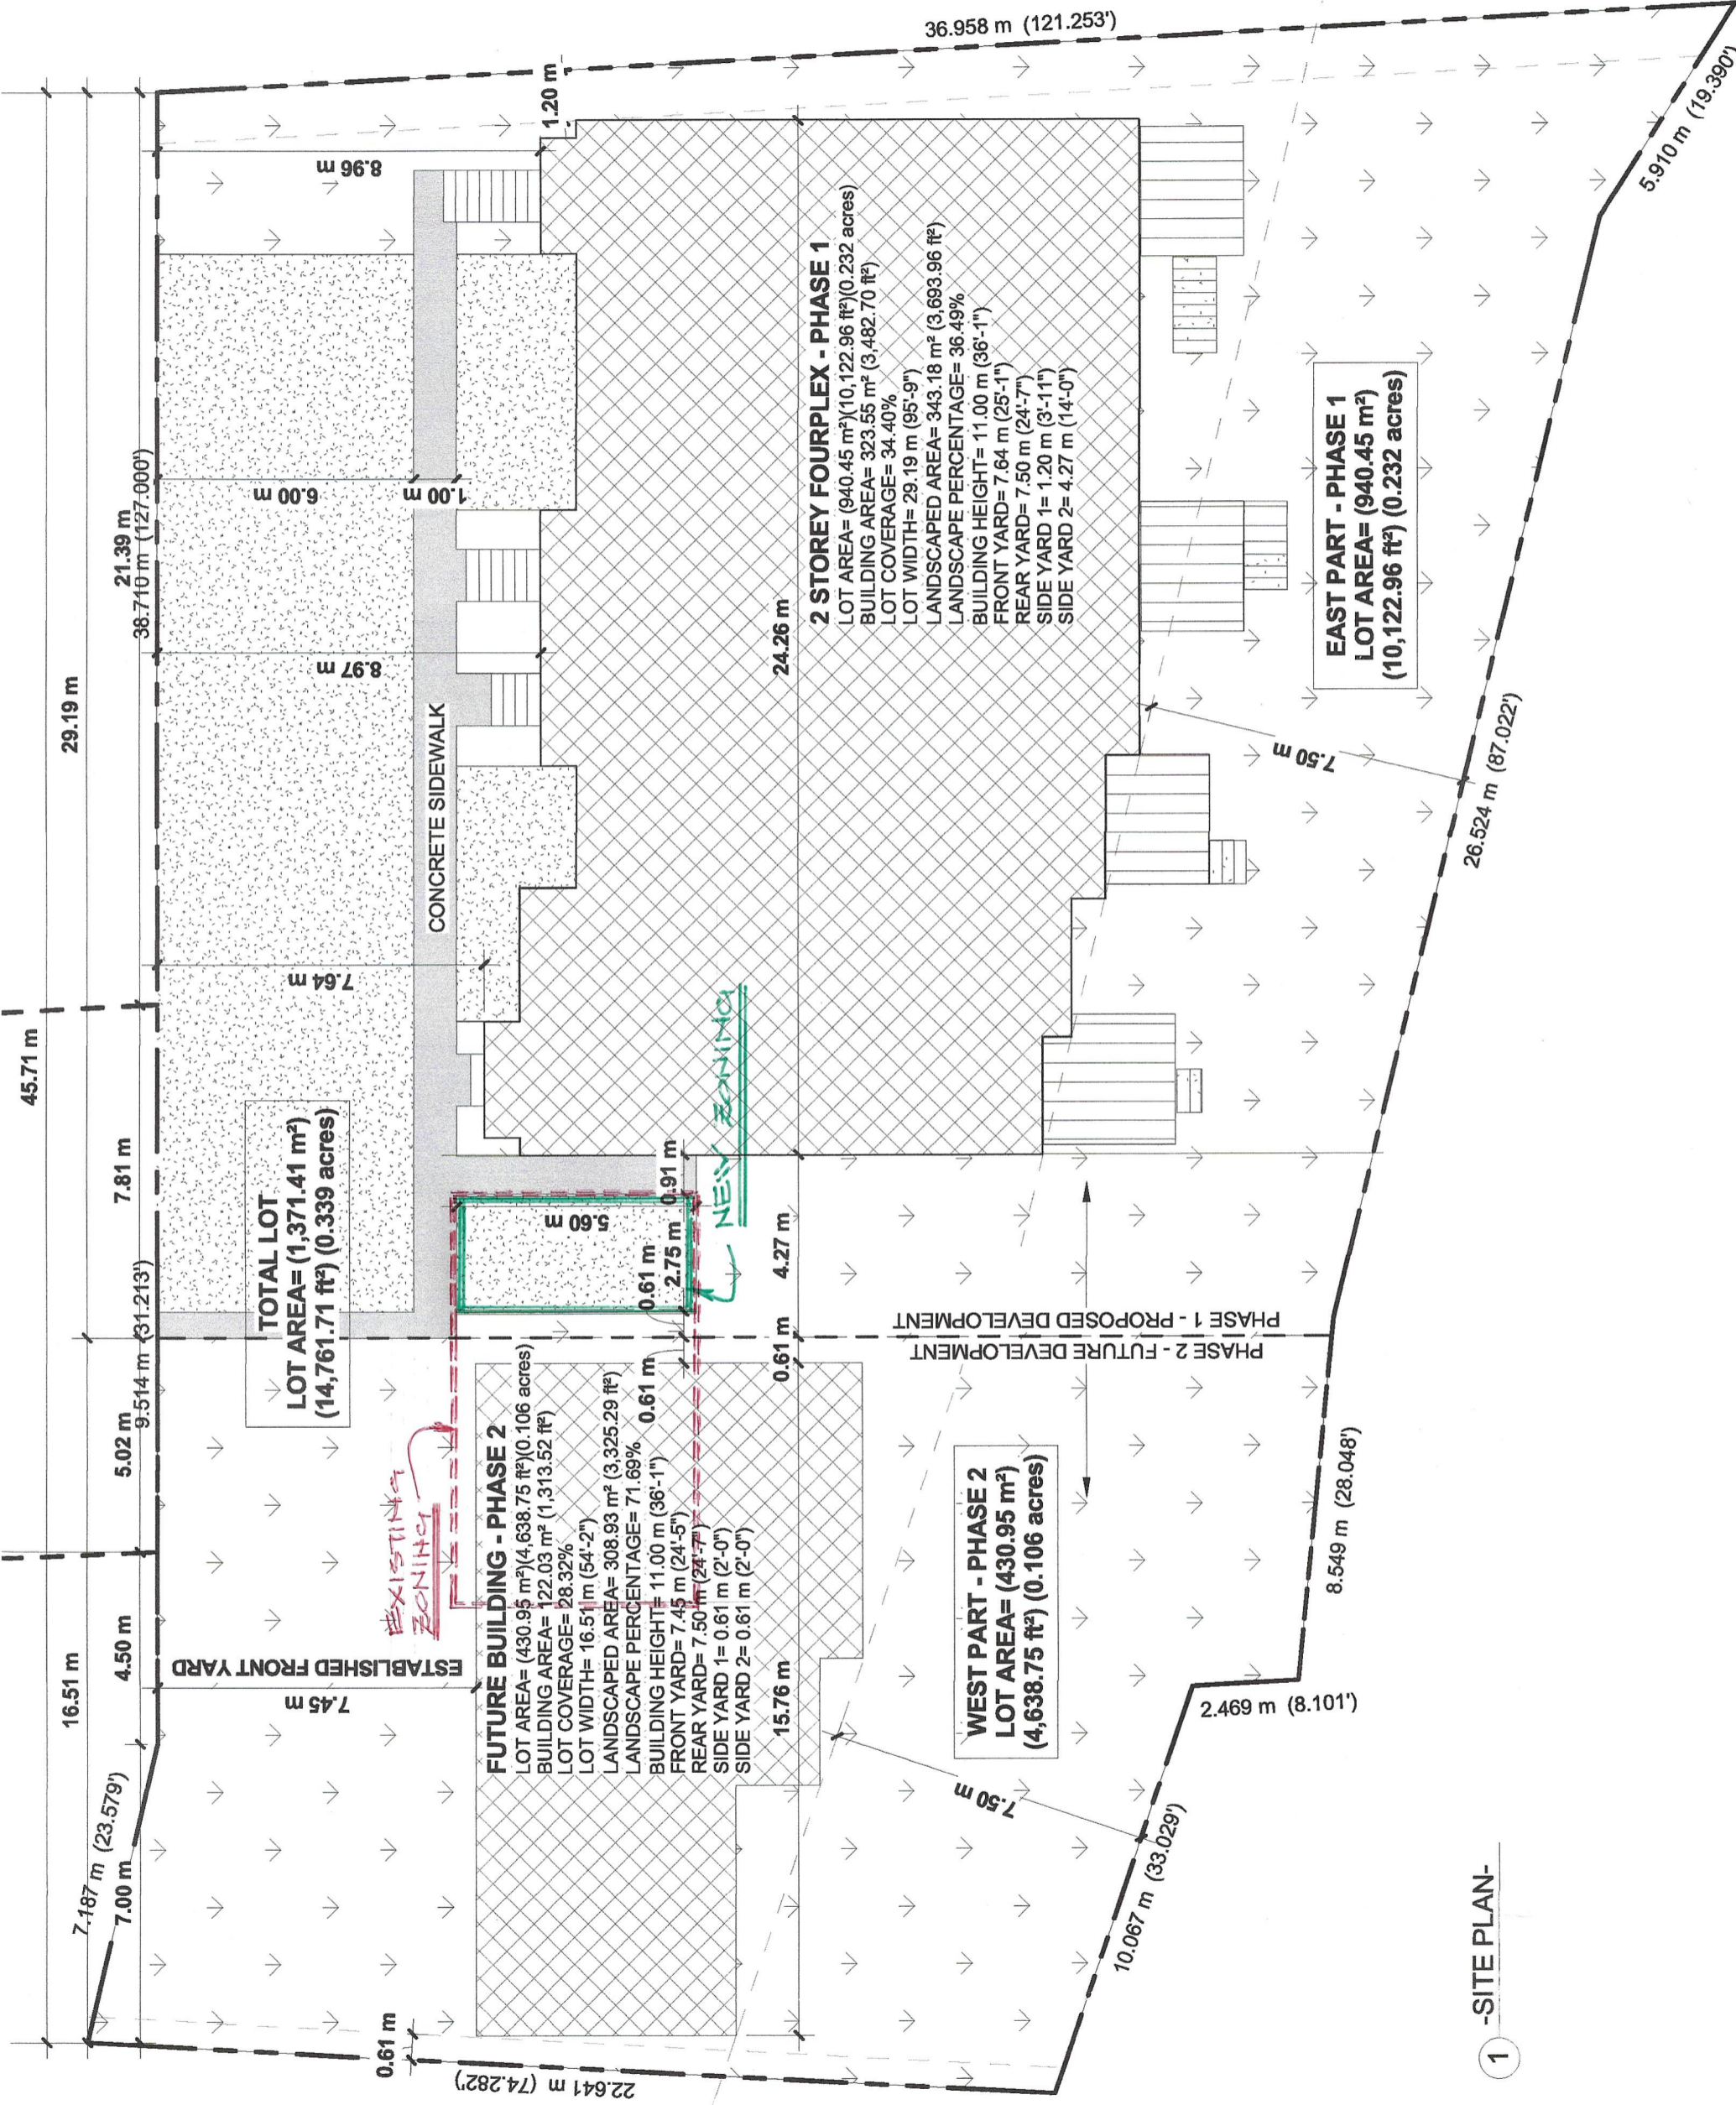 45.71 m
16.51 m
29.19 m
7.187 m (23.579')
7.00 m
4.50 m
5.02 m
9.514 m (31.213')
7.81 m
21.39 m
38.710 m (127.000')
36.958 m (121.253')
TOTAL LOT
LOT AREA= (1,371.41 m²)
(14,761.71 ft²) (0.339 acres)
7.45 m
ESTABLISHED FRONT YARD
EXISTING
ZONING
7.64 m
8.97 m
6.00 m
1.00 m
8.96 m
1.20 m
CONCRETE SIDEWALK
0.61 m
22.641 m (74.282')
FUTURE BUILDING - PHASE 2
LOT AREA= (430.95 m²)(4,638.75 ft²)(0.106 acres)
BUILDING AREA= 122.03 m² (1,313.52 ft²)
LOT COVERAGE= 28.32%
LOT WIDTH= 16.51 m (54'-2")
LANDSCAPED AREA= 308.93 m² (3,325.29 ft²)
LANDSCAPE PERCENTAGE= 71.69%
BUILDING HEIGHT= 11.00 m (36'-1")
FRONT YARD= 7.45 m (24'-5")
REAR YARD= 7.50 m (24'-7")
SIDE YARD 1= 0.61 m (2'-0")
SIDE YARD 2= 0.61 m (2'-0")
0.61 m
0.61 m
2.75 m
5.60 m
0.91 m
NEW ZONING
15.76 m
0.61 m
4.27 m
24.26 m
2 STOREY FOURPLEX - PHASE 1
LOT AREA= (940.45 m²)(10,122.96 ft²)(0.232 acres)
BUILDING AREA= 323.55 m² (3,482.70 ft²)
LOT COVERAGE= 34.40%
LOT WIDTH= 29.19 m (95'-9")
LANDSCAPED AREA= 343.18 m² (3,693.96 ft²)
LANDSCAPE PERCENTAGE= 36.49%
BUILDING HEIGHT= 11.00 m (36'-1")
FRONT YARD= 7.64 m (25'-1")
REAR YARD= 7.50 m (24'-7")
SIDE YARD 1= 1.20 m (3'-11")
SIDE YARD 2= 4.27 m (14'-0")
PHASE 2 - FUTURE DEVELOPMENT
PHASE 1 - PROPOSED DEVELOPMENT
WEST PART - PHASE 2
LOT AREA= (430.95 m²)
(4,638.75 ft²) (0.106 acres)
EAST PART - PHASE 1
LOT AREA= (940.45 m²)
(10,122.96 ft²) (0.232 acres)
7.50 m
7.50 m
10.067 m (33.029')
2.469 m (8.101')
8.549 m (28.048')
26.524 m (87.022')
5.910 m (19.390')
1 -SITE PLAN-